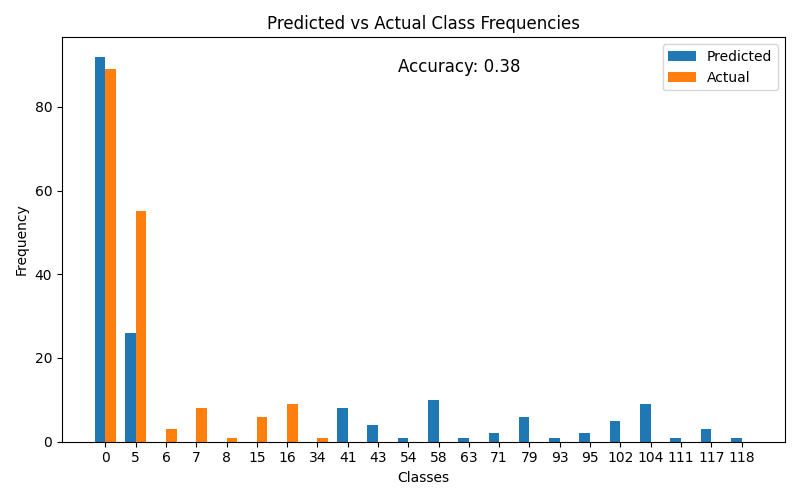 Predicted vs Actual Class Frequencies
Accuracy: 0.38
Predicted
Actual
Frequency
80
60
40
20
0
0 5 6 7 8 15 16 34 41 43 54 58 63 71 79 93 95 102 104 111 117 118
Classes